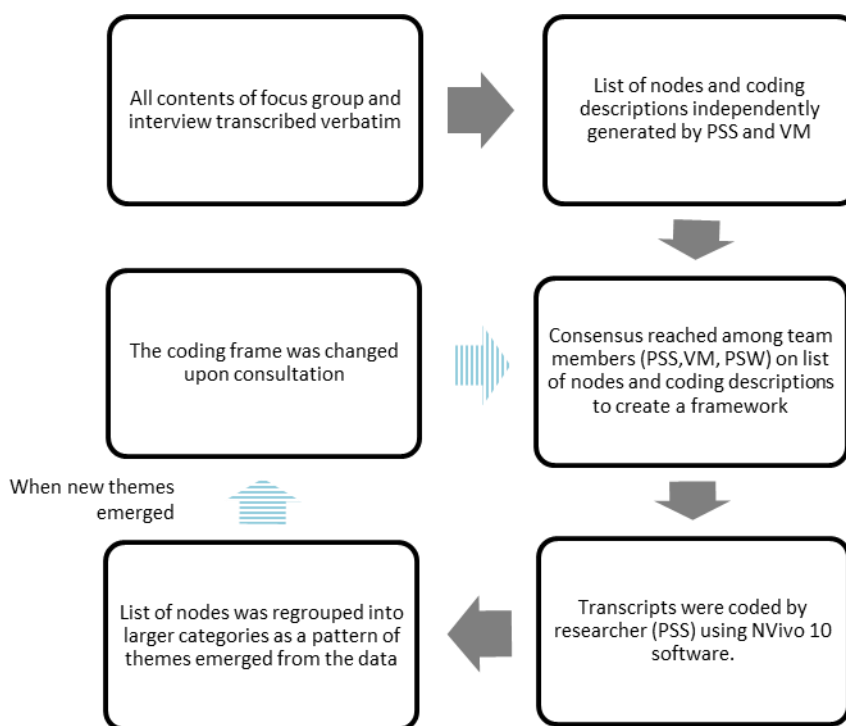 All contents of focus group and
interview transcribed verbatim
List of nodes and coding
descriptions independently
generated by PSS and VM
Consensus reached among team
members (PSS,VM, PSW) on list
of nodes and coding descriptions
to create a framework
The coding frame was changed
upon consultation
When new themes
emerged
Transcripts were coded by
researcher (PSS) using NVivo 10
software.
List of nodes was regrouped into
larger categories as a pattern of
themes emerged from the data